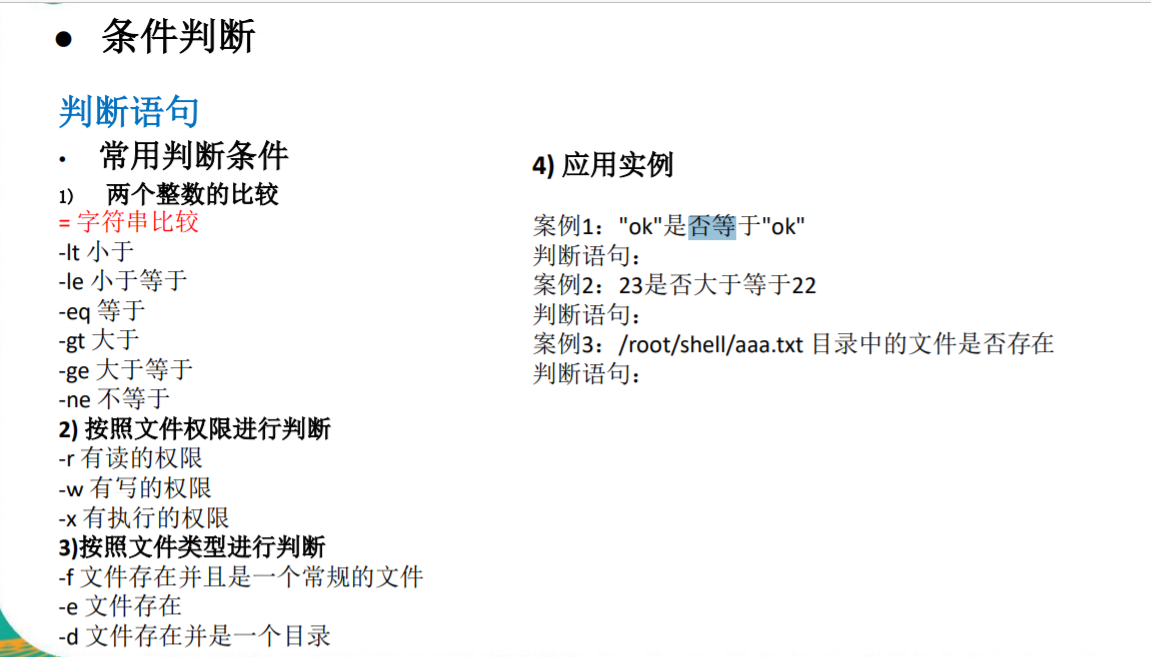 ● 条件判断
判断语句
• 常用判断条件
1) 两个整数的比较
= 字符串比较
-lt 小于
-le 小于等于
-eq 等于
-gt 大于
-ge 大于等于
-ne 不等于
2) 按照文件权限进行判断
-r 有读的权限
-w 有写的权限
-x 有执行的权限
3)按照文件类型进行判断
-f 文件存在并且是一个常规的文件
-e 文件存在
-d 文件存在并是一个目录
4) 应用实例
案例1："ok"是否等于"ok"
判断语句：
案例2：23是否大于等于22
判断语句：
案例3：/root/shell/aaa.txt 目录中的文件是否存在
判断语句：